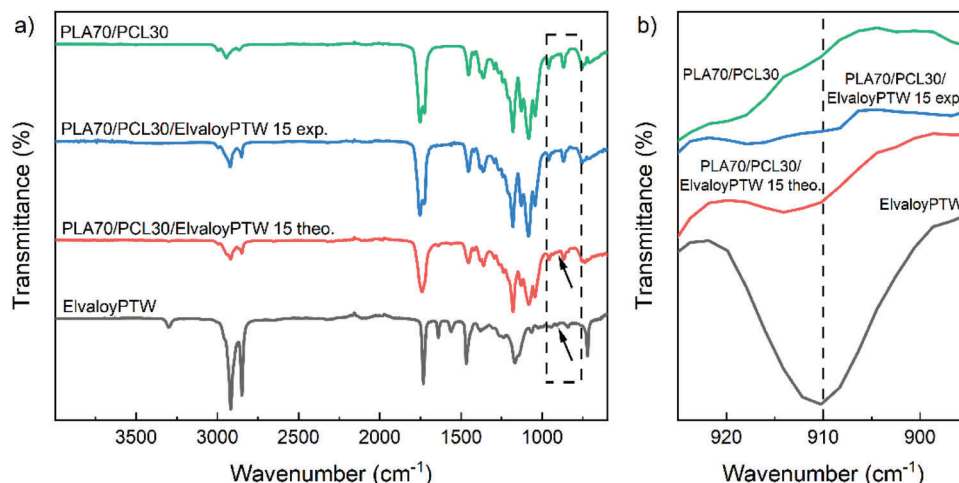 a)
PLA70/PCL30
PLA70/PCL30/ElvaloyPTW 15 exp.
PLA70/PCL30/ElvaloyPTW 15 theo.
ElvaloyPTW
Transmittance (%)
3500 3000 2500 2000 1500 1000
Wavenumber (cm⁻¹)
b)
PLA70/PCL30
PLA70/PCL30/
ElvaloyPTW 15 exp.
PLA70/PCL30/
ElvaloyPTW 15 theo.
ElvaloyPTW
Transmittance (%)
920 910 900
Wavenumber (cm⁻¹)